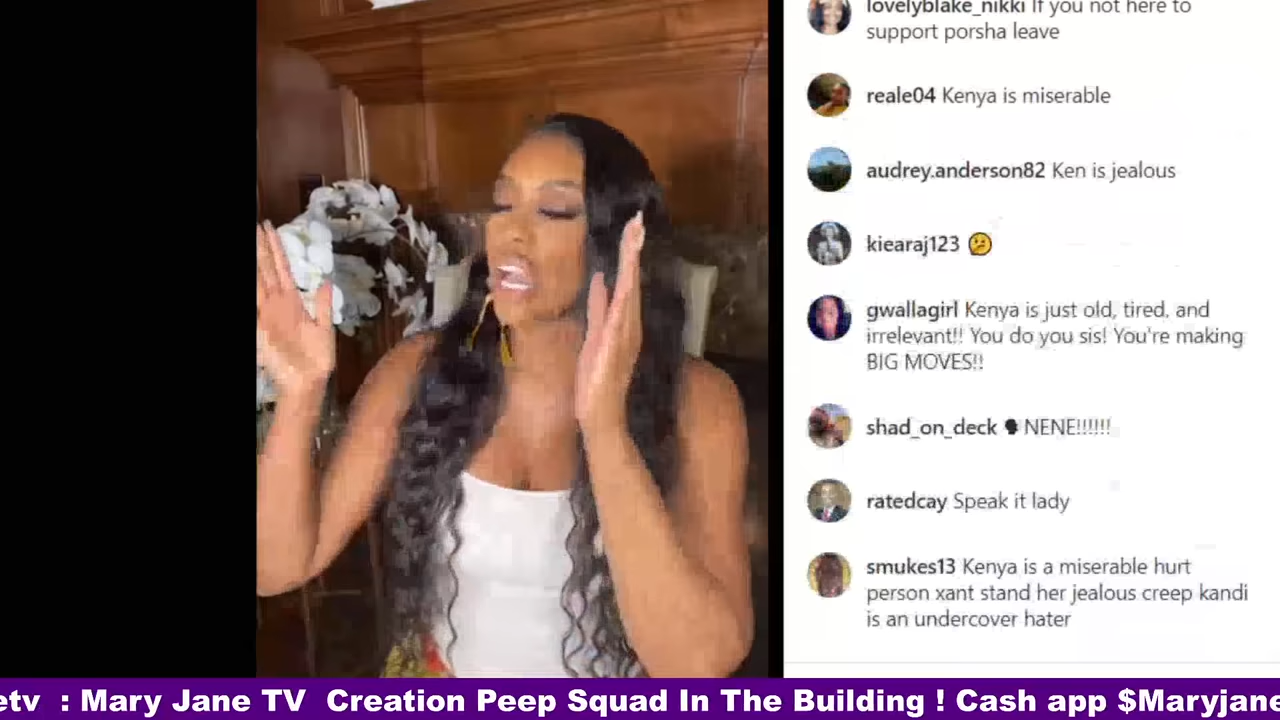 lovelyblake_nikki If you not here to
support porsha leave
reale04 Kenya is miserable
audrey.anderson82 Ken is jealous
kiearaj123 🫤
gwallagirl Kenya is just old, tired, and
irrelevant!! You do you sis! You're making
BIG MOVES!!
shad_on_deck 🗣 NENE!!!!!!
ratedcay Speak it lady
smukes13 Kenya is a miserable hurt
person xant stand her jealous creep kandi
is an undercover hater
etv : Mary Jane TV Creation Peep Squad In The Building ! Cash app $Maryjane